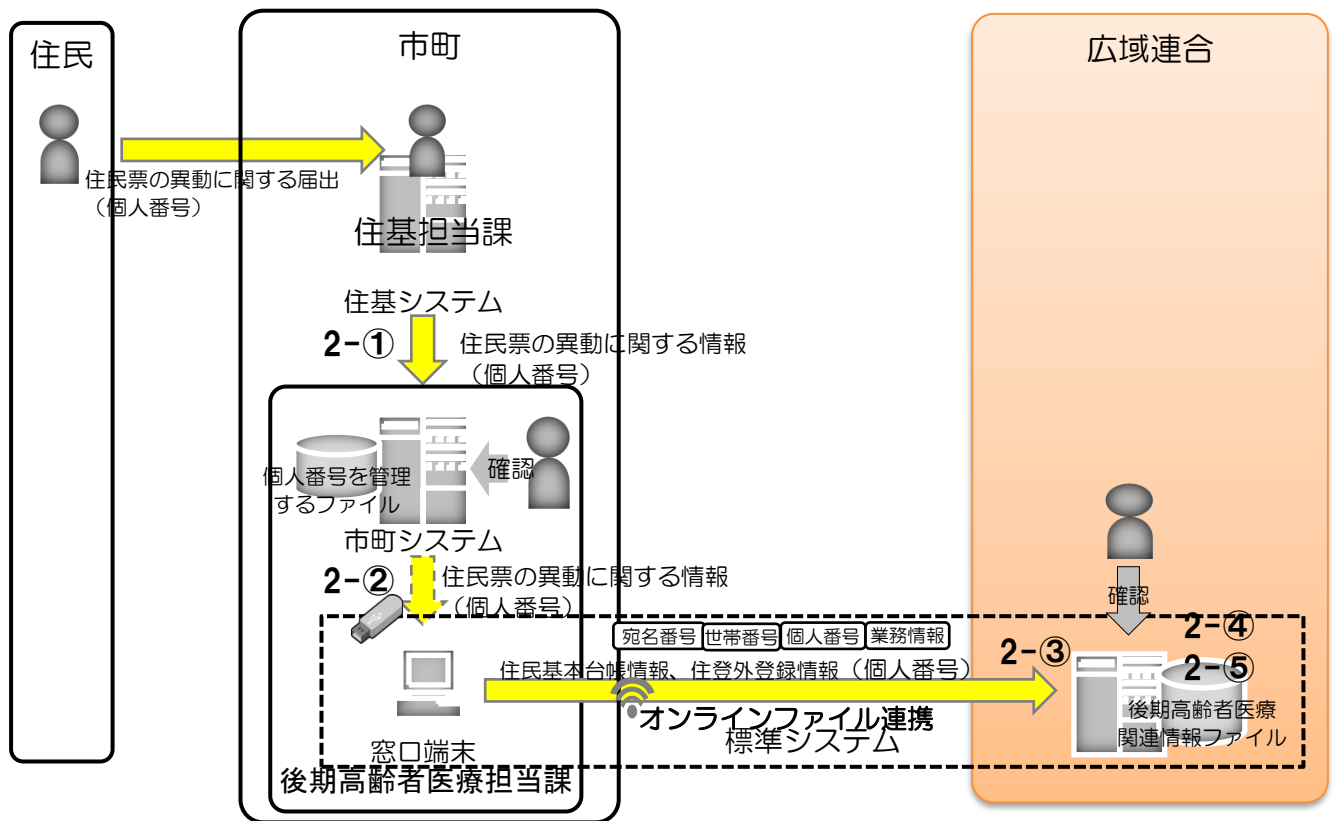 住民
市町
広域連合
住民票の異動に関する届出
（個人番号）
住基担当課
住基システム
2-①
住民票の異動に関する情報
（個人番号）
個人番号を管理
するファイル
確認
市町システム
2-②
住民票の異動に関する情報
（個人番号）
確認
宛名番号
世帯番号
個人番号
業務情報
2-③
2-④
2-⑤
住民基本台帳情報、住登外登録情報（個人番号）
オンラインファイル連携
標準システム
後期高齢者医療
関連情報ファイル
窓口端末
後期高齢者医療担当課